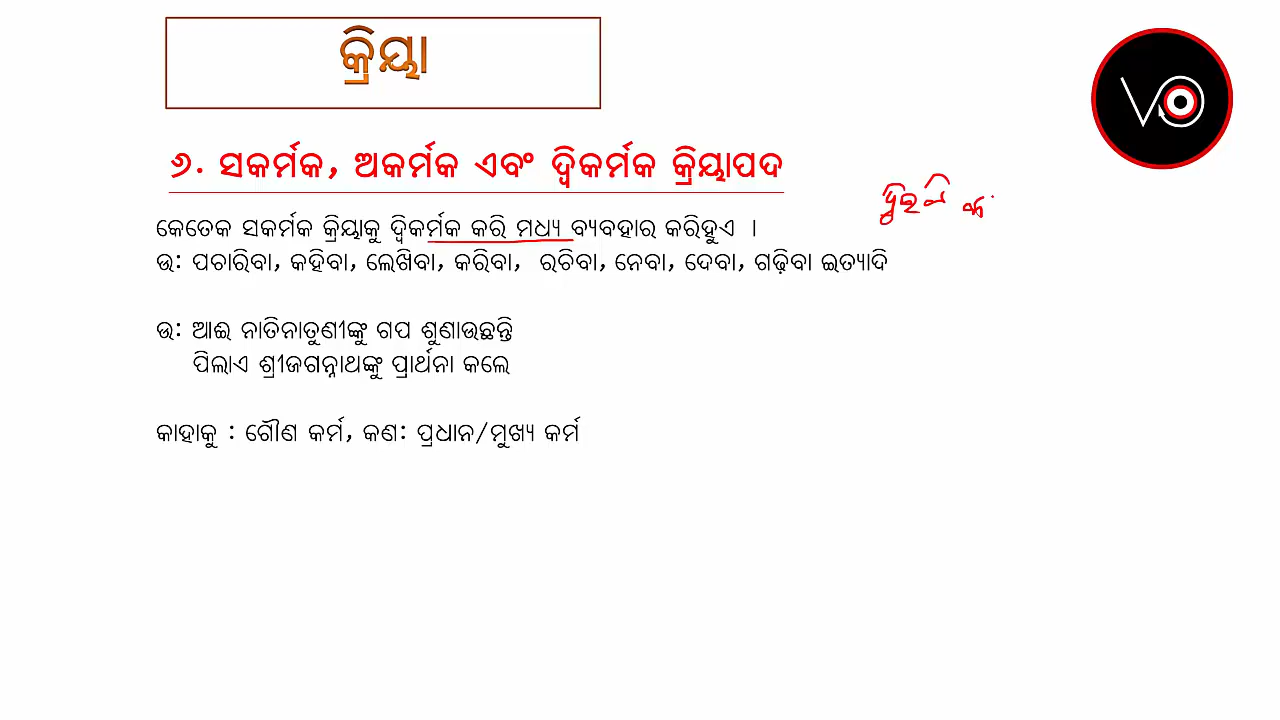 କ୍ରିୟା
୬. ସକର୍ମକ, ଅକର୍ମକ ଏବଂ ଦ୍ୱିକର୍ମକ କ୍ରିୟାପଦ
କେତେକ ସକର୍ମକ କ୍ରିୟାକୁ ଦ୍ୱିକର୍ମକ କରି ମଧ୍ୟ ବ୍ୟବହାର କରିହୁଏ ।
ଉ: ପଚାରିବା, କହିବା, ଲେଖିବା, କରିବା, ରଚିବା, ନେବା, ଦେବା, ଗଢ଼ିବା ଇତ୍ୟାଦି
ଉ: ଆଈ ନାତିନାତୁଣୀଙ୍କୁ ଗପ ଶୁଣାଉଛନ୍ତି
ପିଲାଏ ଶ୍ରୀଜଗନ୍ନାଥଙ୍କୁ ପ୍ରାର୍ଥନା କଲେ
କାହାକୁ : ଗୌଣ କର୍ମ, କଣ: ପ୍ରଧାନ/ମୁଖ୍ୟ କର୍ମ